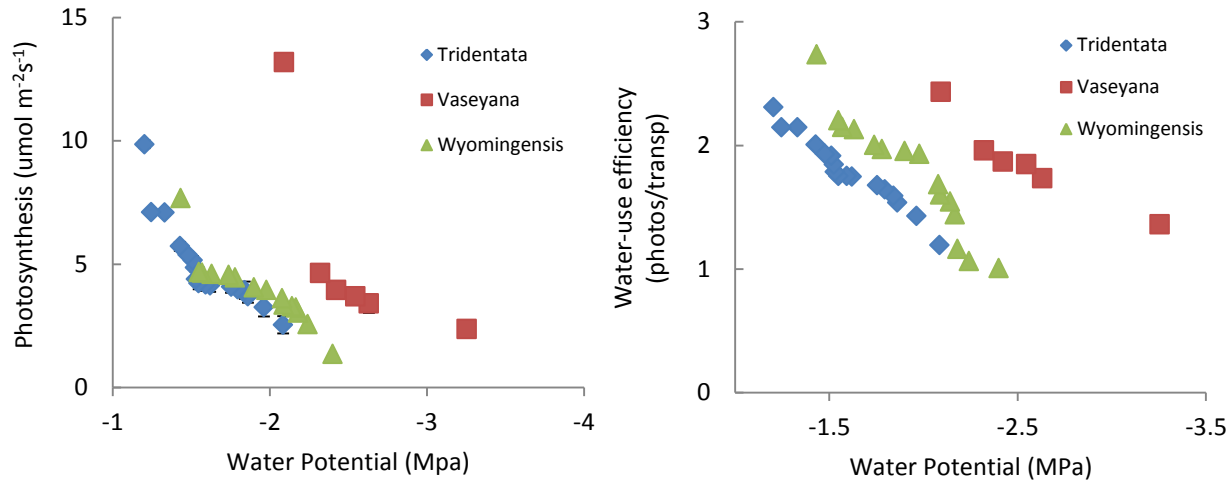 15
10
5
0
-1
-2
-3
-4
Photosynthesis (umol m⁻²s⁻¹)
Water Potential (Mpa)
Tridentata
Vaseyana
Wyomingensis
3
2
1
0
-1.5
-2.5
-3.5
Water-use efficiency
(photos/transp)
Water Potential (MPa)
Tridentata
Vaseyana
Wyomingensis